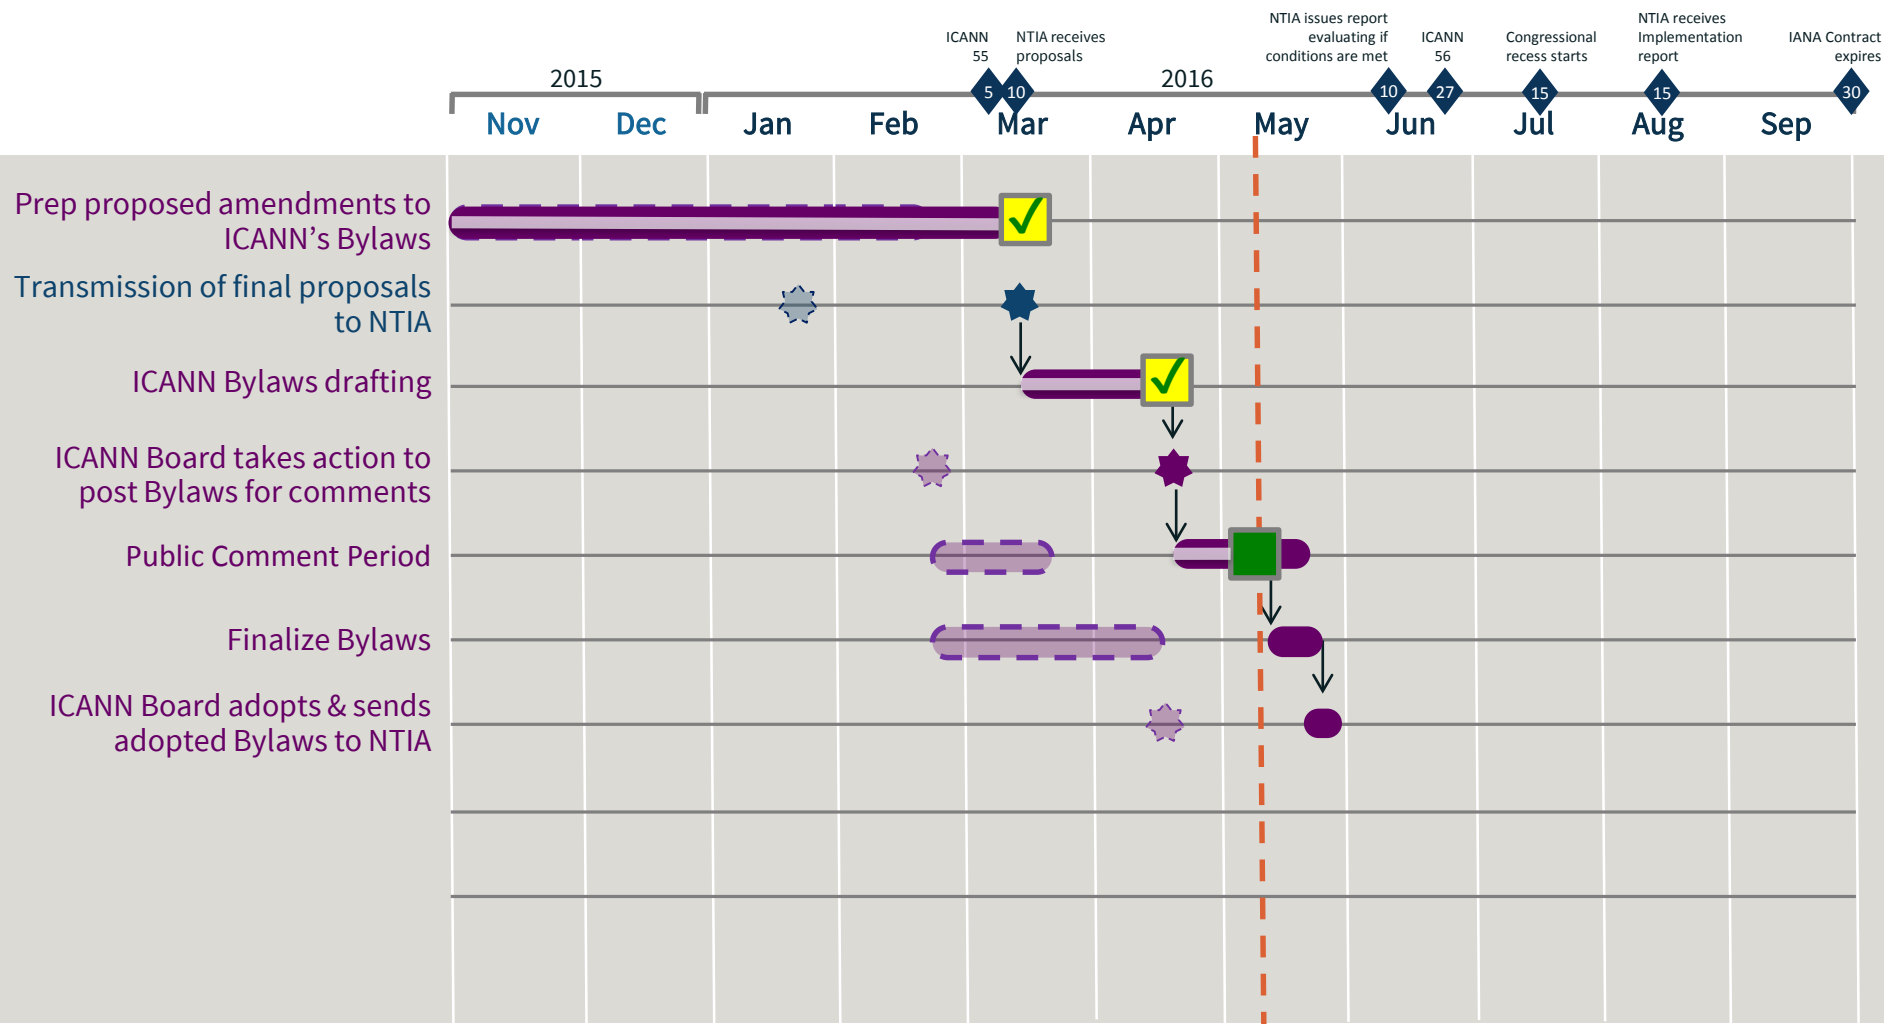 NTIA issues report
evaluating if
conditions are met
NTIA receives
Implementation
report
ICANN
55
NTIA receives
proposals
ICANN
56
Congressional
recess starts
IANA Contract
expires
2015
2016
5
10
10
27
15
15
30
Nov
Dec
Jan
Feb
Mar
Apr
May
Jun
Jul
Aug
Sep
Prep proposed amendments to
ICANN’s Bylaws
Transmission of final proposals
to NTIA
ICANN Bylaws drafting
ICANN Board takes action to
post Bylaws for comments
Public Comment Period
Finalize Bylaws
ICANN Board adopts & sends
adopted Bylaws to NTIA